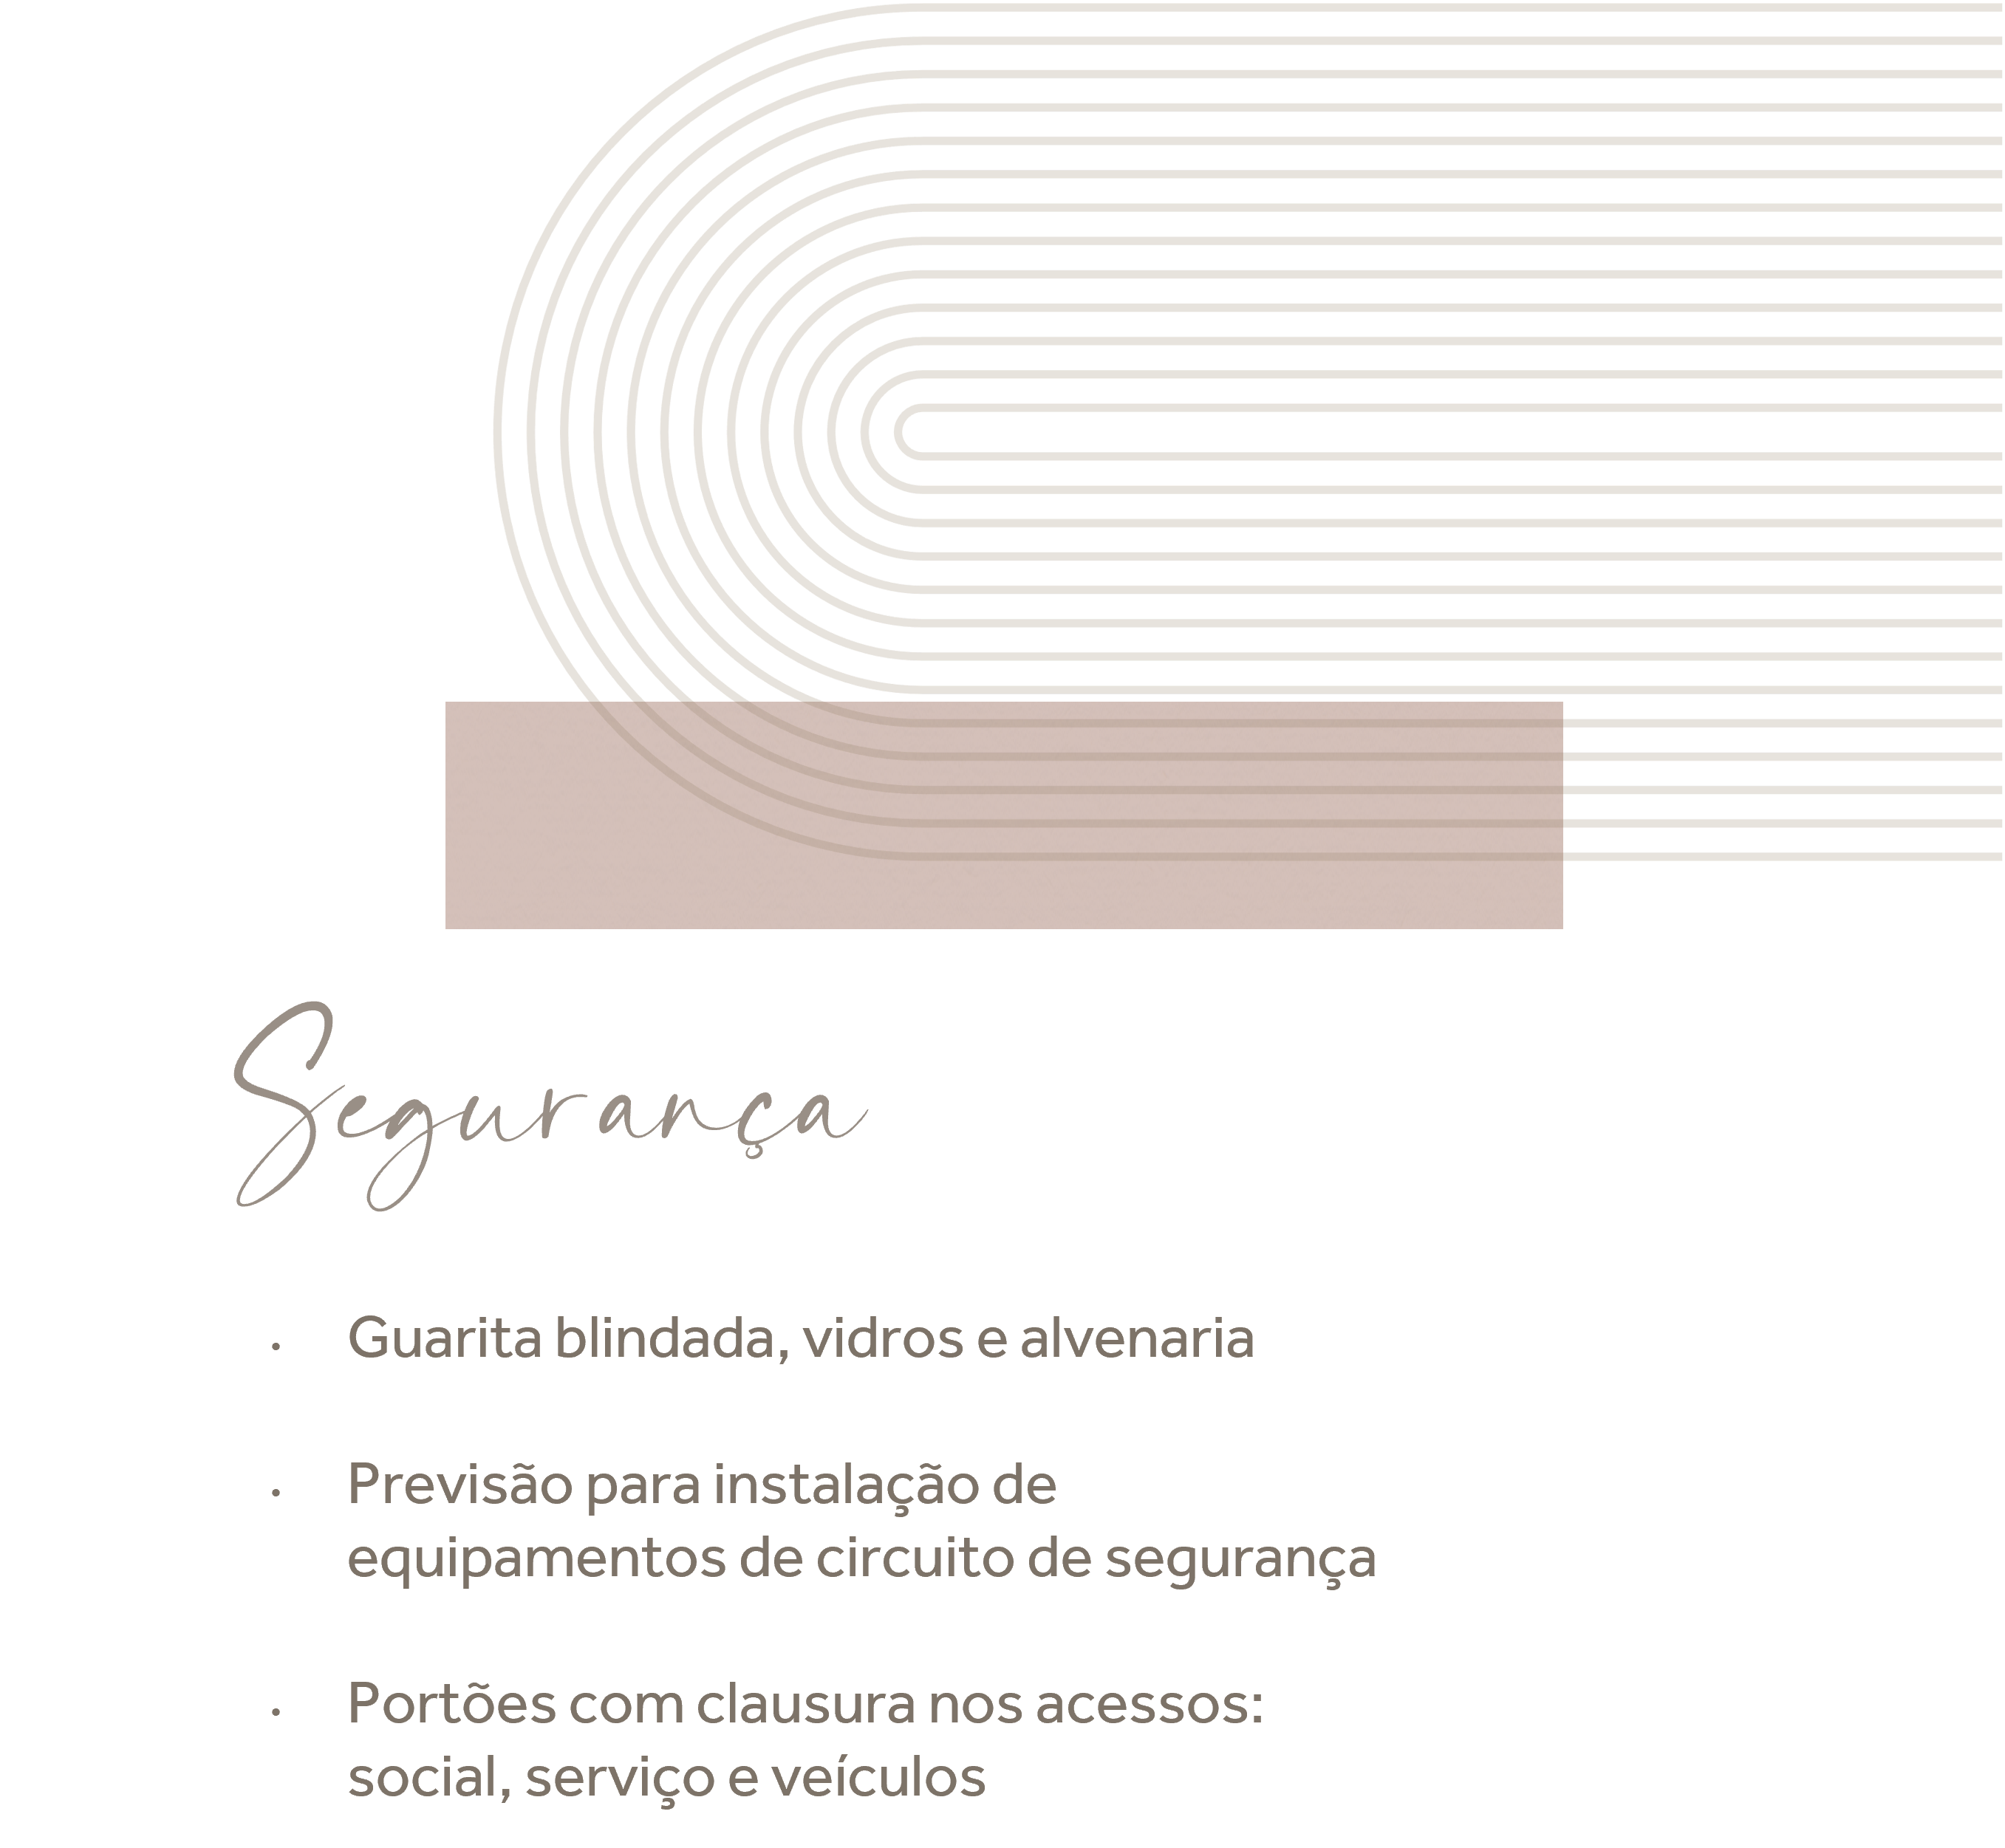 Segurança
• Guarita blindada, vidros e alvenaria
• Previsão para instalação de
equipamentos de circuito de segurança
• Portões com clausura nos acessos:
social, serviço e veículos